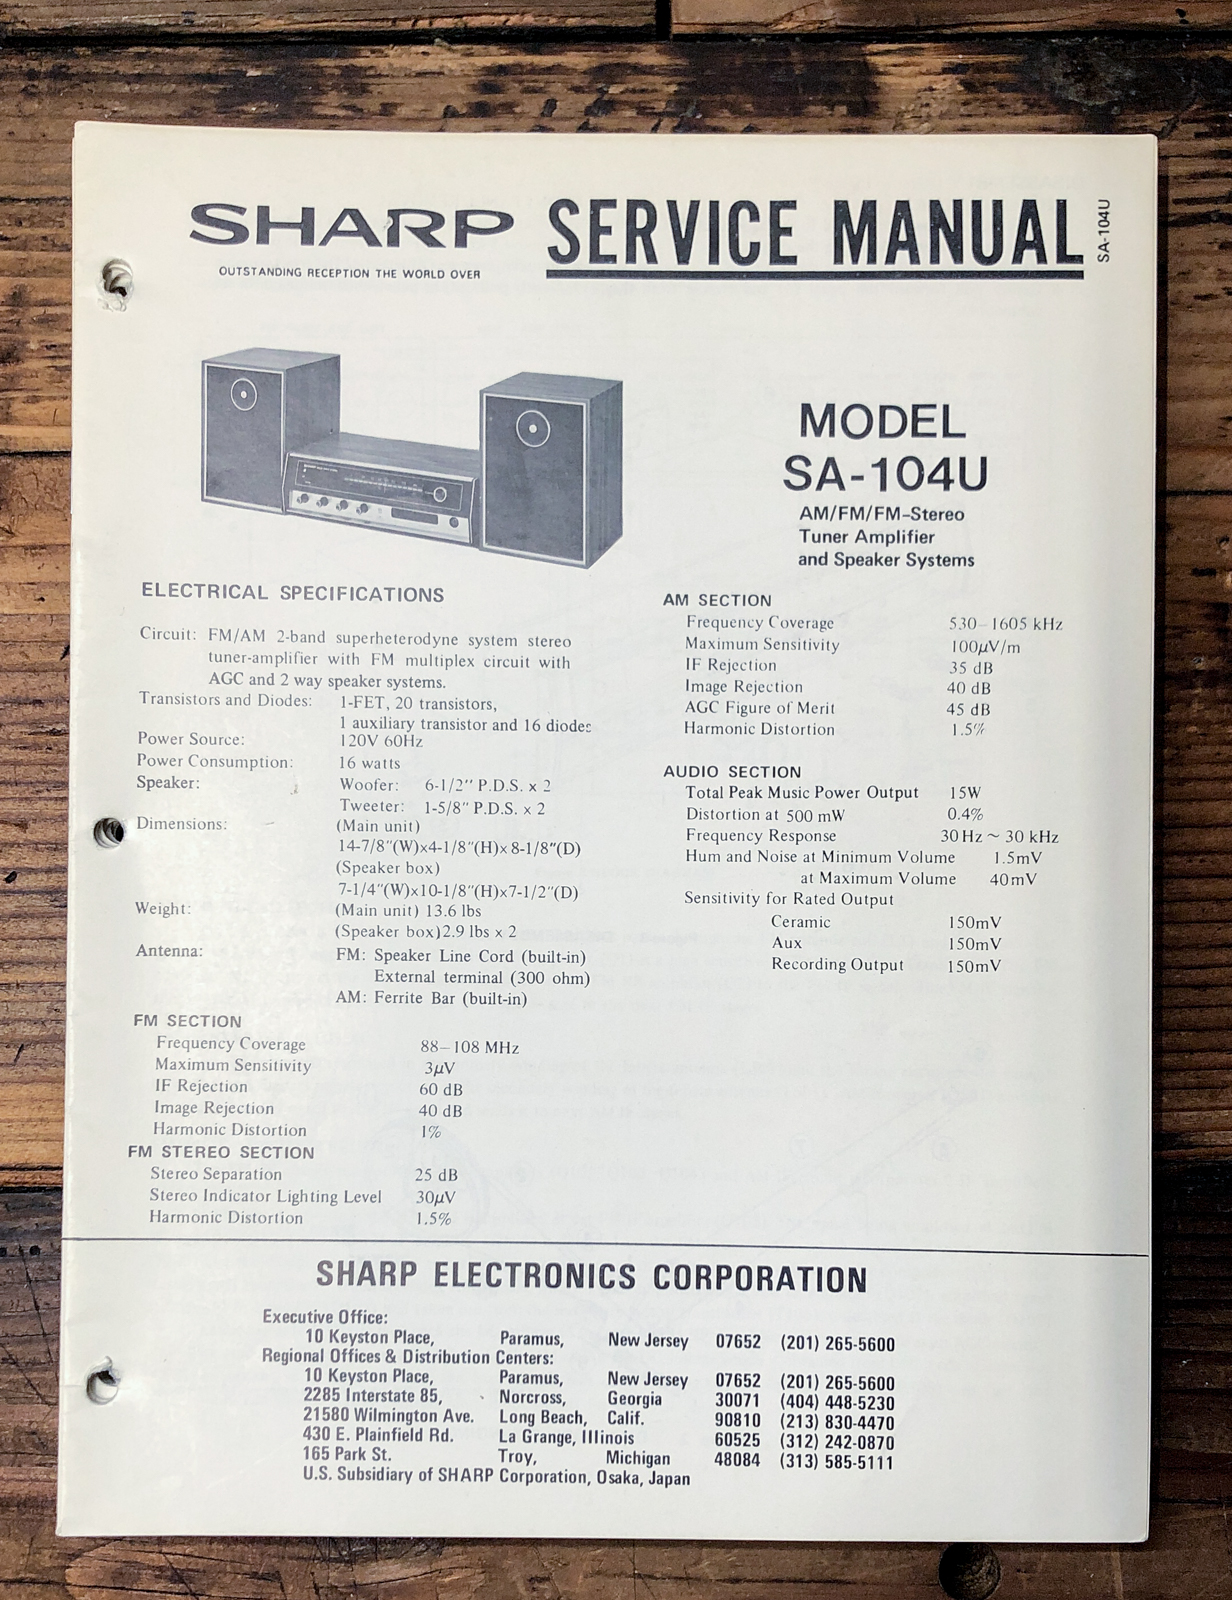 SHARP SERVICE MANUAL
SA-104U
OUTSTANDING RECEPTION THE WORLD OVER
MODEL
SA-104U
AM/FM/FM-Stereo
Tuner Amplifier
and Speaker Systems
ELECTRICAL SPECIFICATIONS
Circuit: FM/AM 2-band superheterodyne system stereo
tuner-amplifier with FM multiplex circuit with
AGC and 2 way speaker systems.
Transistors and Diodes: 1-FET, 20 transistors,
1 auxiliary transistor and 16 diodes
Power Source: 120V 60Hz
Power Consumption: 16 watts
Speaker: Woofer: 6-1/2" P.D.S. x 2
Tweeter: 1-5/8" P.D.S. x 2
Dimensions: (Main unit)
14-7/8"(W)x4-1/8"(H)x8-1/8"(D)
(Speaker box)
7-1/4"(W)x10-1/8"(H)x7-1/2"(D)
Weight: (Main unit) 13.6 lbs
(Speaker box)2.9 lbs x 2
Antenna: FM: Speaker Line Cord (built-in)
External terminal (300 ohm)
AM: Ferrite Bar (built-in)
FM SECTION
Frequency Coverage 88–108 MHz
Maximum Sensitivity 3μV
IF Rejection 60 dB
Image Rejection 40 dB
Harmonic Distortion 1%
FM STEREO SECTION
Stereo Separation 25 dB
Stereo Indicator Lighting Level 30μV
Harmonic Distortion 1.5%
AM SECTION
Frequency Coverage 530–1605 kHz
Maximum Sensitivity 100μV/m
IF Rejection 35 dB
Image Rejection 40 dB
AGC Figure of Merit 45 dB
Harmonic Distortion 1.5%
AUDIO SECTION
Total Peak Music Power Output 15W
Distortion at 500 mW 0.4%
Frequency Response 30 Hz ~ 30 kHz
Hum and Noise at Minimum Volume 1.5mV
at Maximum Volume 40mV
Sensitivity for Rated Output
Ceramic 150mV
Aux 150mV
Recording Output 150mV
SHARP ELECTRONICS CORPORATION
Executive Office:
10 Keyston Place, Paramus, New Jersey 07652 (201) 265-5600
Regional Offices & Distribution Centers:
10 Keyston Place, Paramus, New Jersey 07652 (201) 265-5600
2285 Interstate 85, Norcross, Georgia 30071 (404) 448-5230
21580 Wilmington Ave. Long Beach, Calif. 90810 (213) 830-4470
430 E. Plainfield Rd. La Grange, Illinois 60525 (312) 242-0870
165 Park St. Troy, Michigan 48084 (313) 585-5111
U.S. Subsidiary of SHARP Corporation, Osaka, Japan